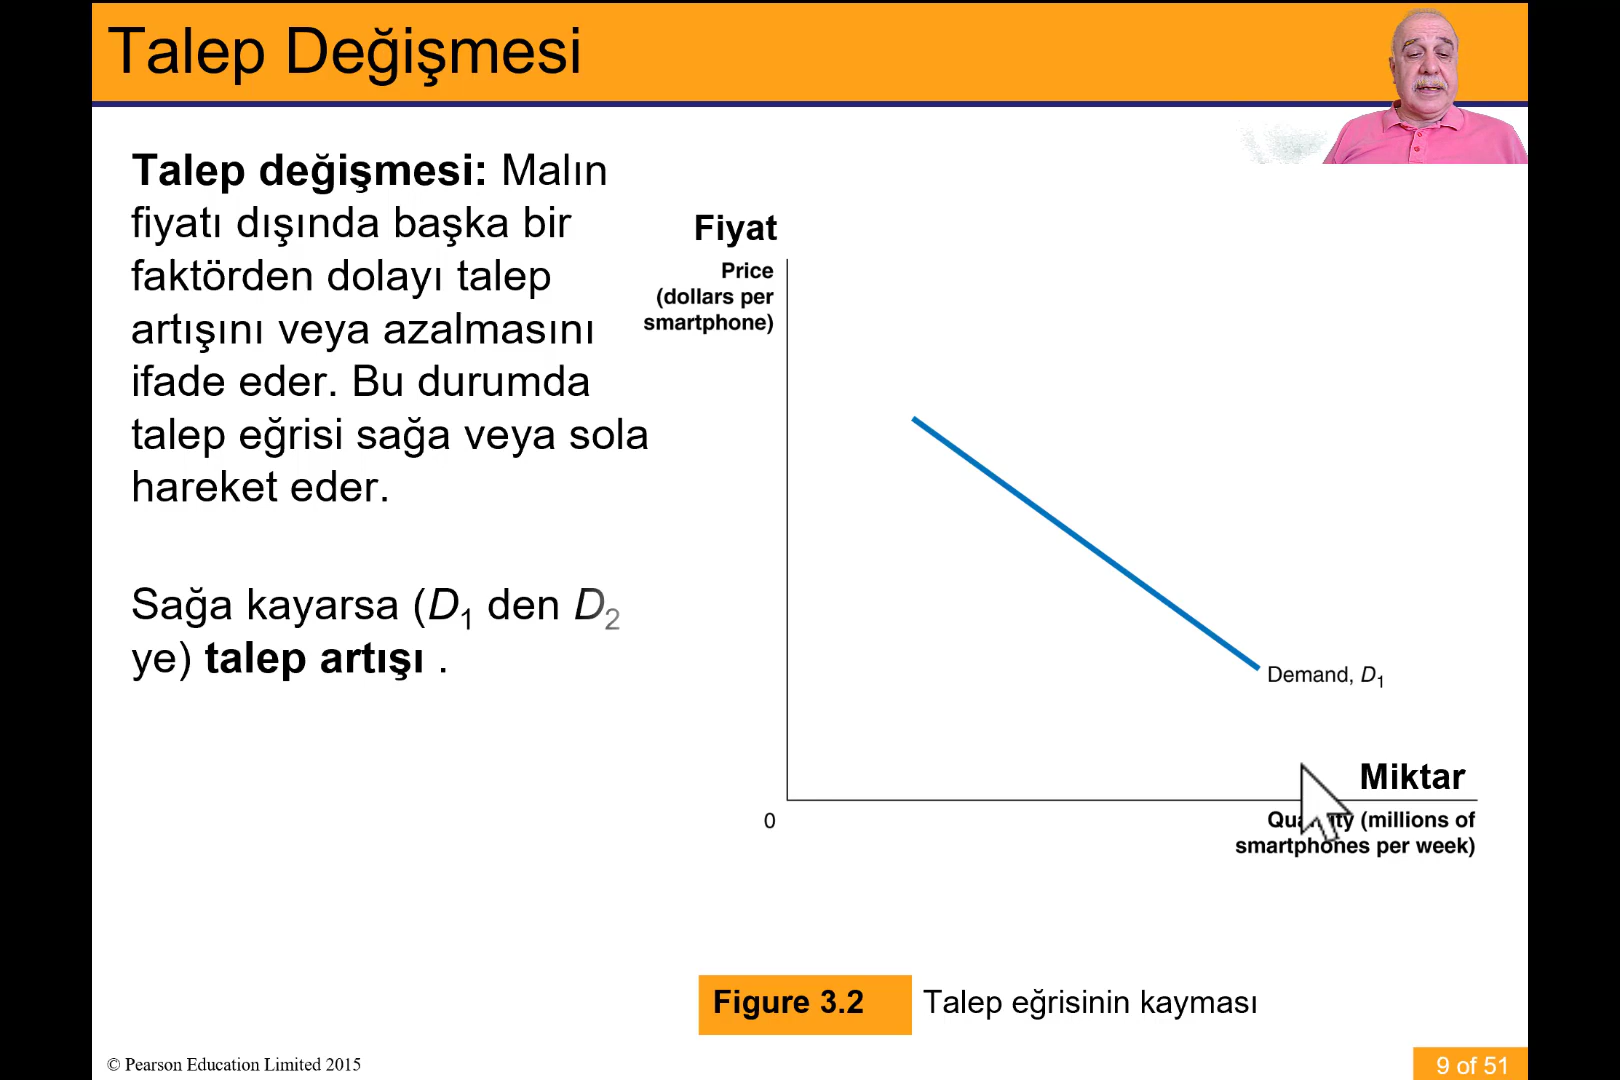 Talep Değişmesi
Talep değişmesi: Malın
fiyatı dışında başka bir
faktörden dolayı talep
artışını veya azalmasını
ifade eder. Bu durumda
talep eğrisi sağa veya sola
hareket eder.
Sağa kayarsa (D1 den D2
ye) talep artışı .
Fiyat
Price
(dollars per
smartphone)
Demand, D1
Miktar
0
Quantity (millions of
smartphones per week)
Figure 3.2 Talep eğrisinin kayması
© Pearson Education Limited 2015
9 of 51